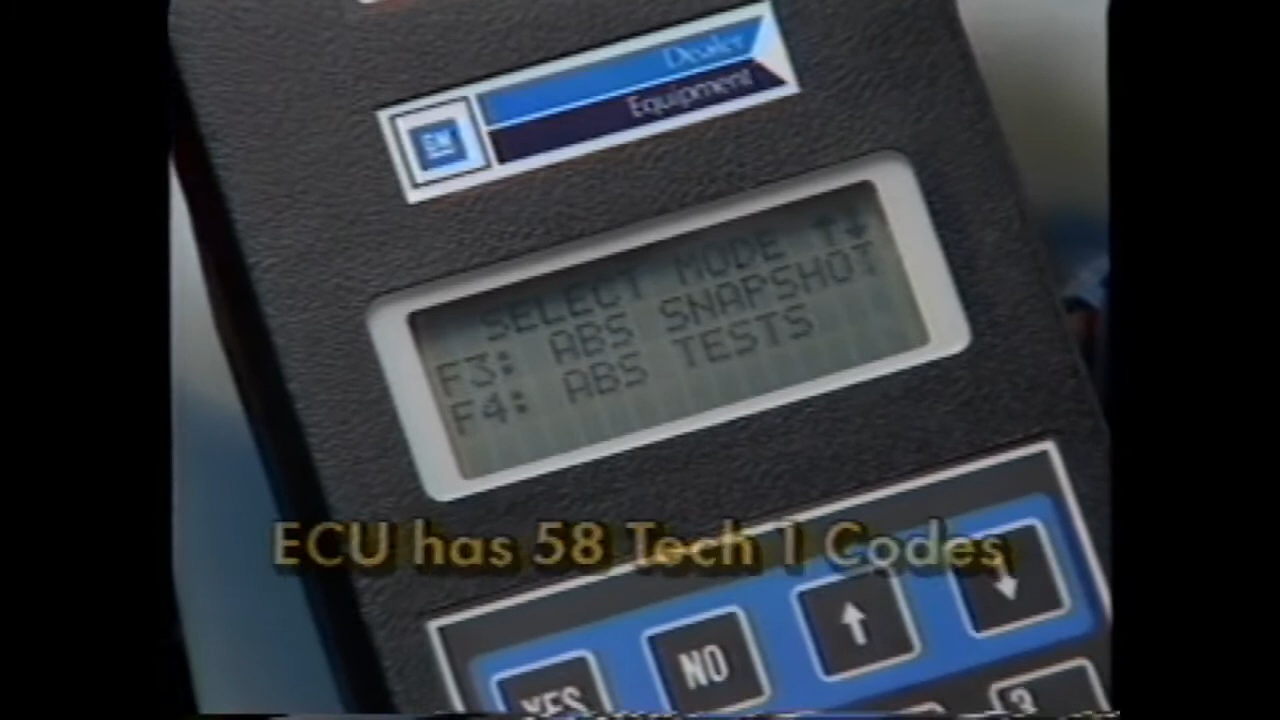 Dealer
Equipment
GM
SELECT MODE ↑↓
F3: ABS SNAPSHOT
F4: ABS TESTS
ECU has 58 Tech 1 Codes
YES
NO
↑
↓
3